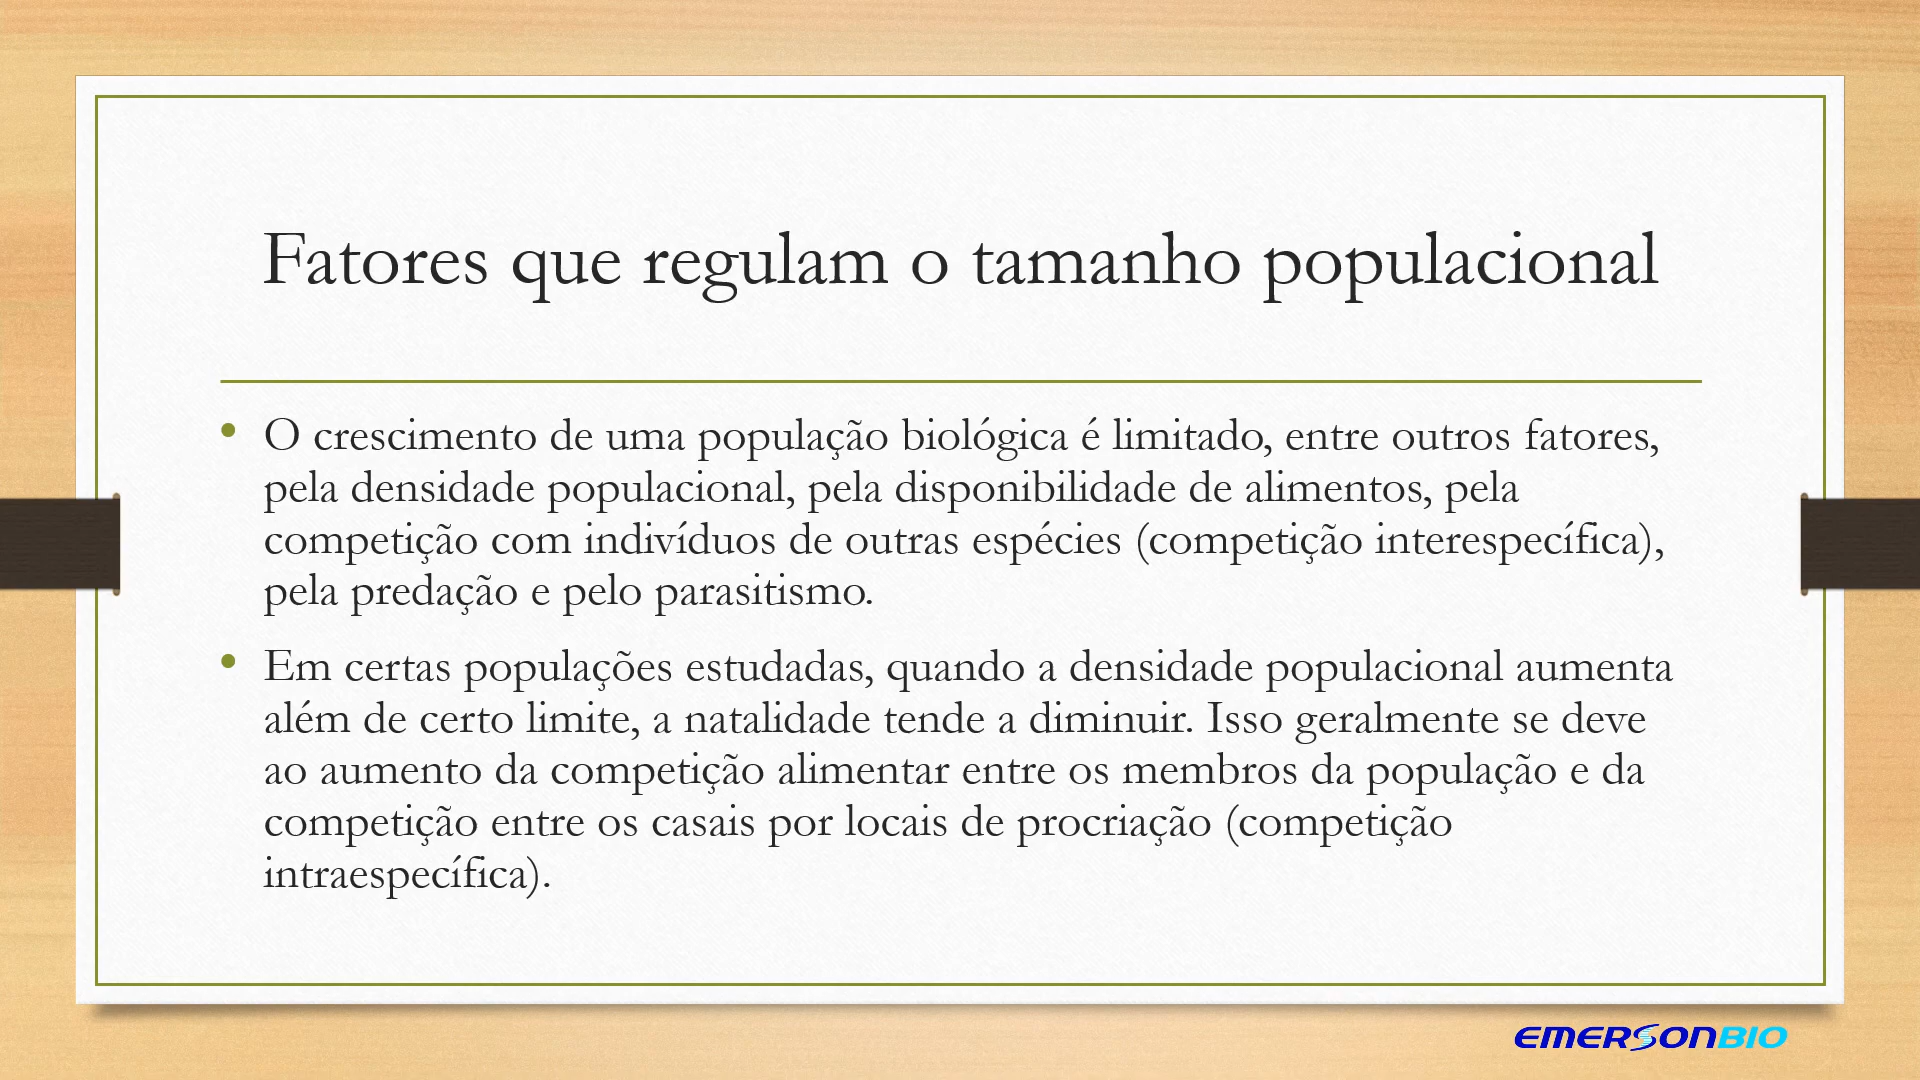 Fatores que regulam o tamanho populacional
• O crescimento de uma população biológica é limitado, entre outros fatores,
pela densidade populacional, pela disponibilidade de alimentos, pela
competição com indivíduos de outras espécies (competição interespecífica),
pela predação e pelo parasitismo.
• Em certas populações estudadas, quando a densidade populacional aumenta
além de certo limite, a natalidade tende a diminuir. Isso geralmente se deve
ao aumento da competição alimentar entre os membros da população e da
competição entre os casais por locais de procriação (competição
intraespecífica).
EMERSONBIO